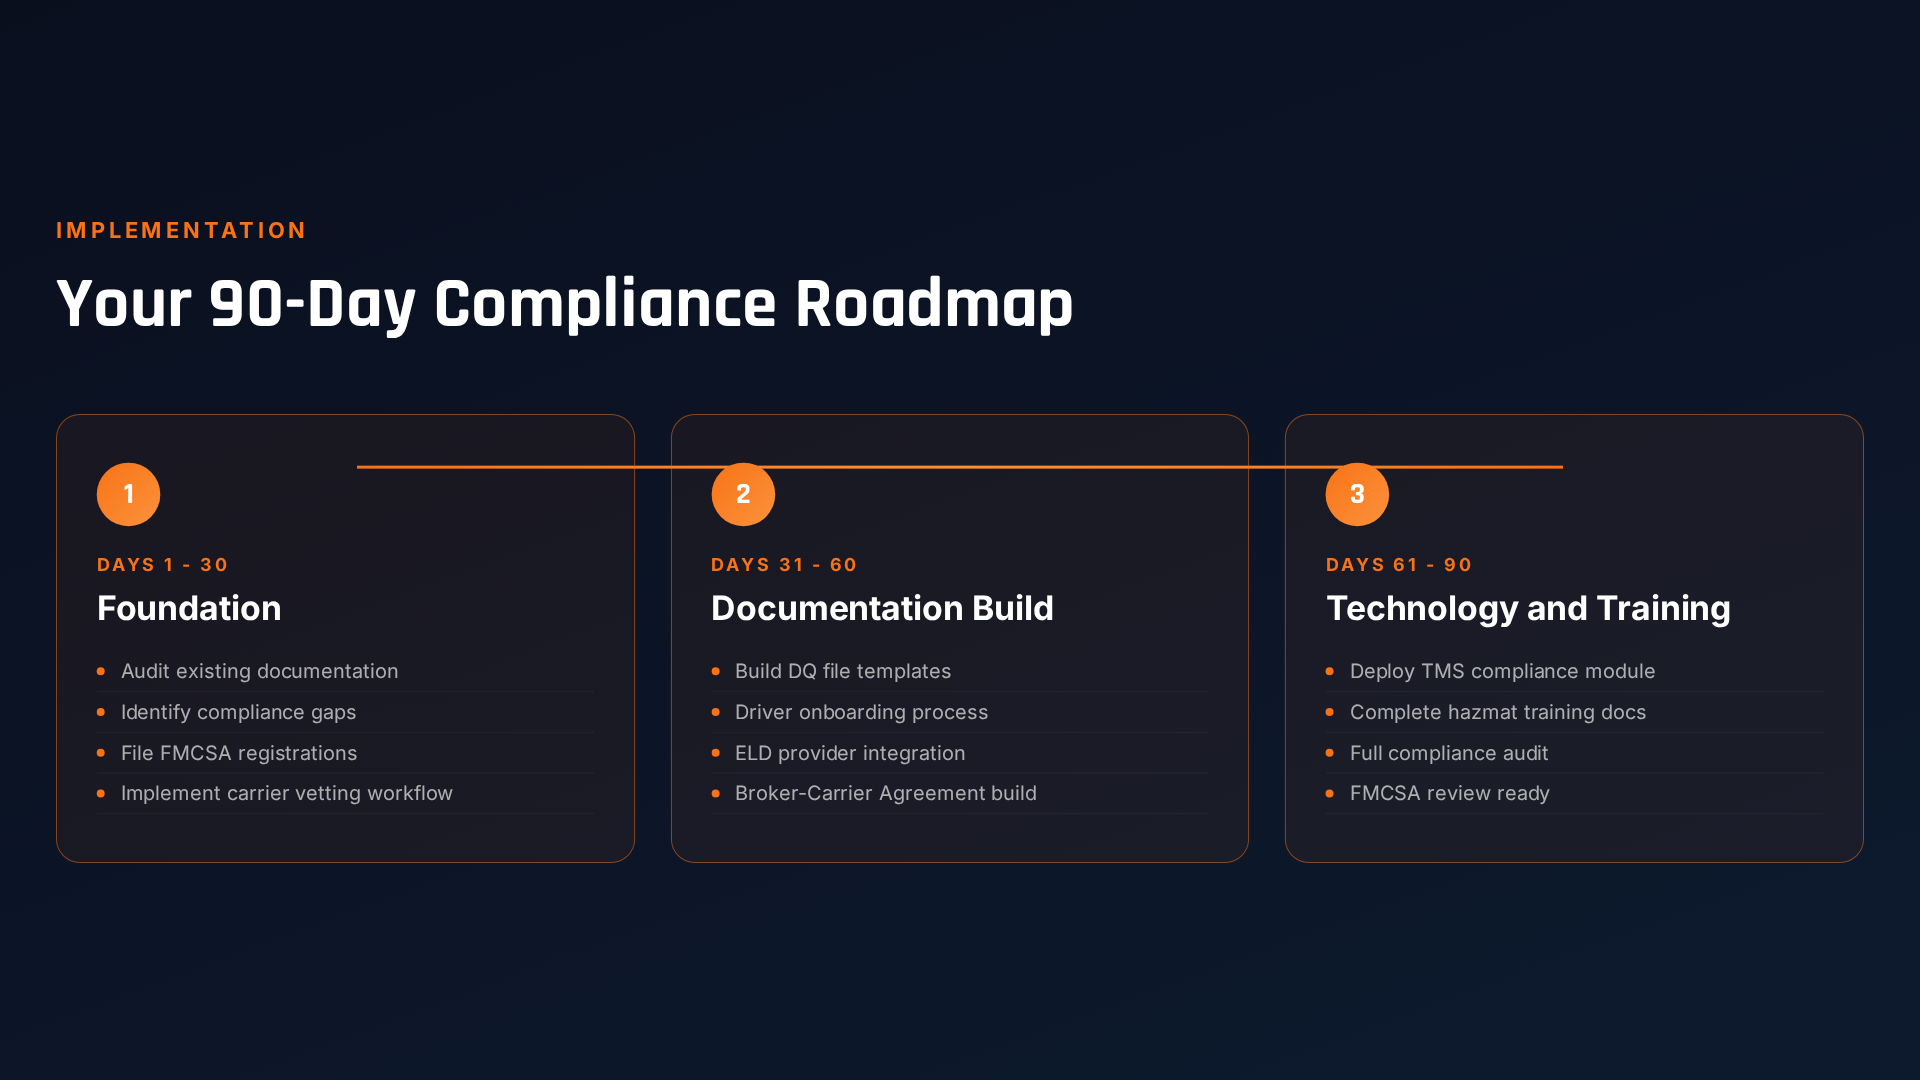 IMPLEMENTATION
Your 90-Day Compliance Roadmap
1
DAYS 1 - 30
Foundation
Audit existing documentation
Identify compliance gaps
File FMCSA registrations
Implement carrier vetting workflow
2
DAYS 31 - 60
Documentation Build
Build DQ file templates
Driver onboarding process
ELD provider integration
Broker-Carrier Agreement build
3
DAYS 61 - 90
Technology and Training
Deploy TMS compliance module
Complete hazmat training docs
Full compliance audit
FMCSA review ready